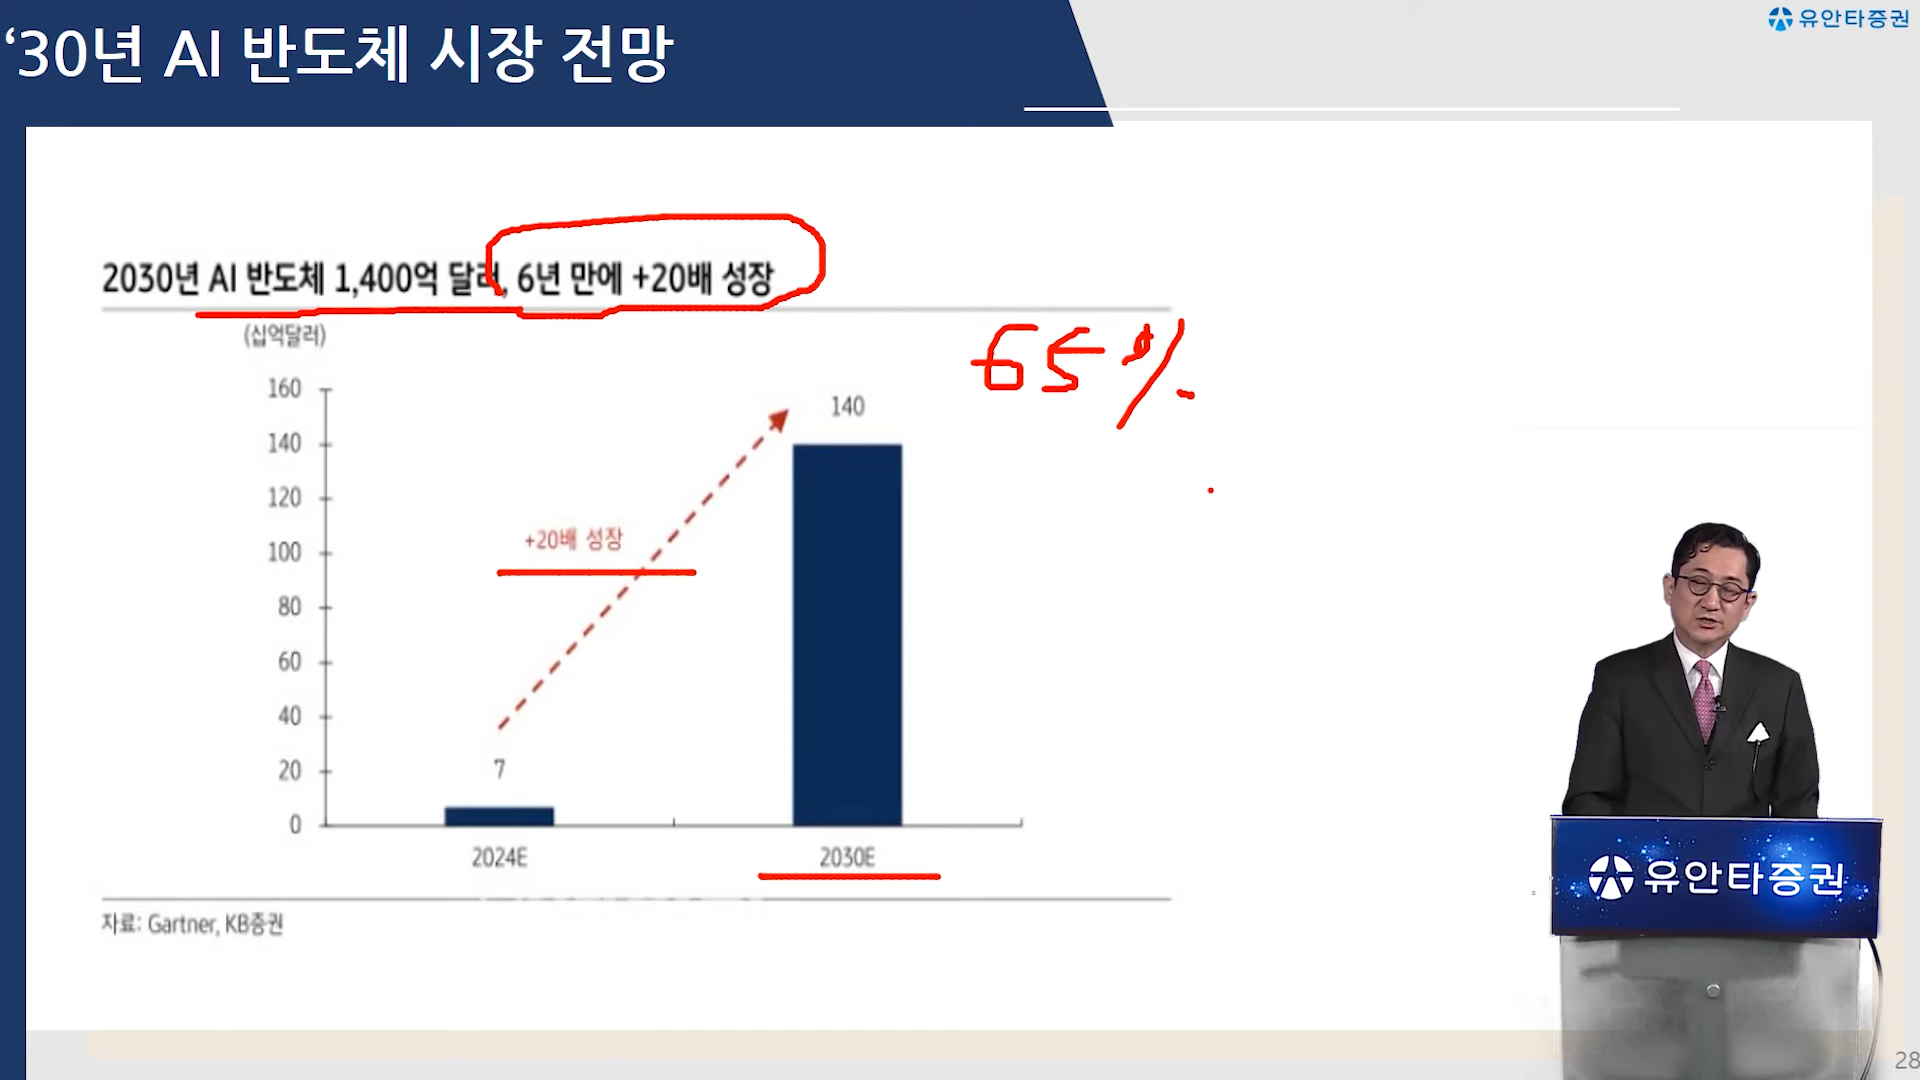 ‘30년 AI 반도체 시장 전망
유안타증권
2030년 AI 반도체 1,400억 달러, 6년 만에 +20배 성장
(십억달러)
65%
160
140
120
100
80
60
40
20
0
140
+20배 성장
7
2024E
2030E
자료: Gartner, KB증권
유안타증권
28